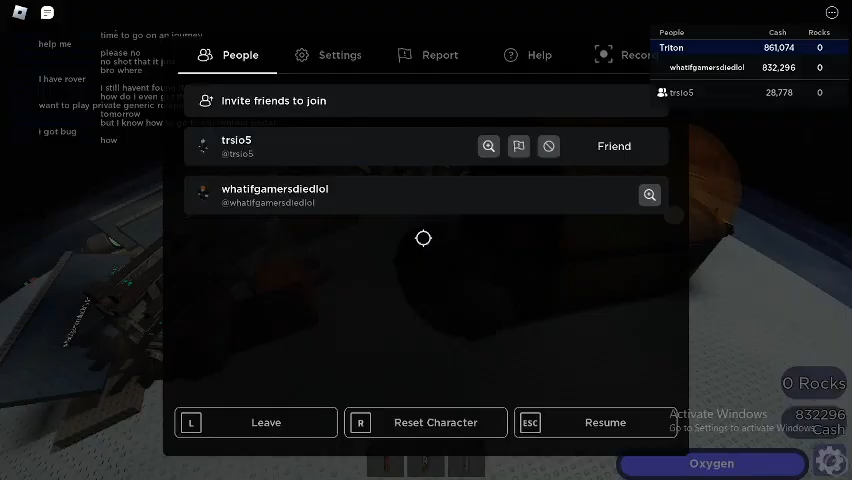 time to go on an journey
help me
please no
no shot that it just
bro where
I have rover
i still havent found
how do i even get
want to play private generic
tomorrow
but I know how to go to
i got bug
how
People
Settings
Report
Help
Record
People Cash Rocks
Triton 861,074 0
whatifgamersdiedlol 832,296 0
trsio5 28,778 0
Invite friends to join
trsio5
@trsio5
Friend
whatifgamersdiedlol
@whatifgamersdiedlol
L Leave
R Reset Character
ESC Resume
0 Rocks
832296
Cash
Activate Windows
Go to Settings to activate Windows.
Oxygen